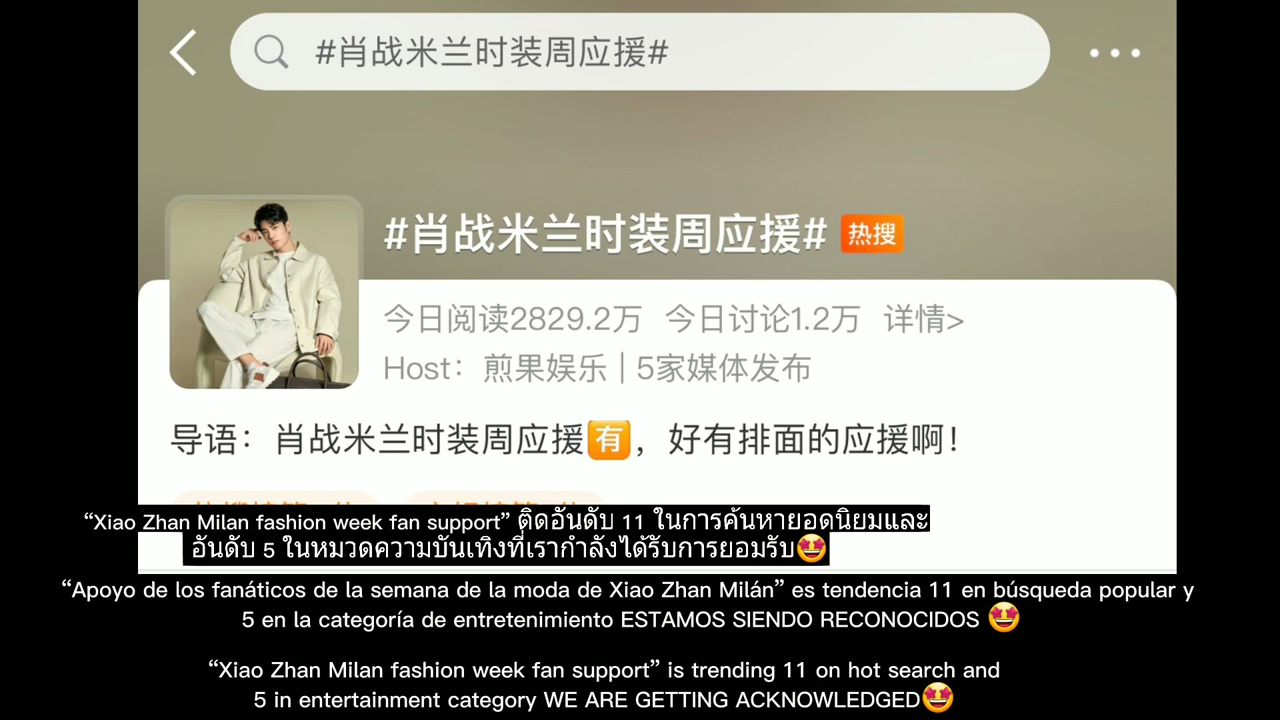 #肖战米兰时装周应援#
#肖战米兰时装周应援# 热搜
今日阅读2829.2万 今日讨论1.2万 详情>
Host：煎果娱乐 | 5家媒体发布
导语：肖战米兰时装周应援🈶，好有排面的应援啊！
“Xiao Zhan Milan fashion week fan support” ติดอันดับ 11 ในการค้นหายอดนิยมและ
อันดับ 5 ในหมวดความบันเทิงที่เรากำลังได้รับการยอมรับ🤩
“Apoyo de los fanáticos de la semana de la moda de Xiao Zhan Milán” es tendencia 11 en búsqueda popular y
5 en la categoría de entretenimiento ESTAMOS SIENDO RECONOCIDOS 🤩
“Xiao Zhan Milan fashion week fan support” is trending 11 on hot search and
5 in entertainment category WE ARE GETTING ACKNOWLEDGED🤩